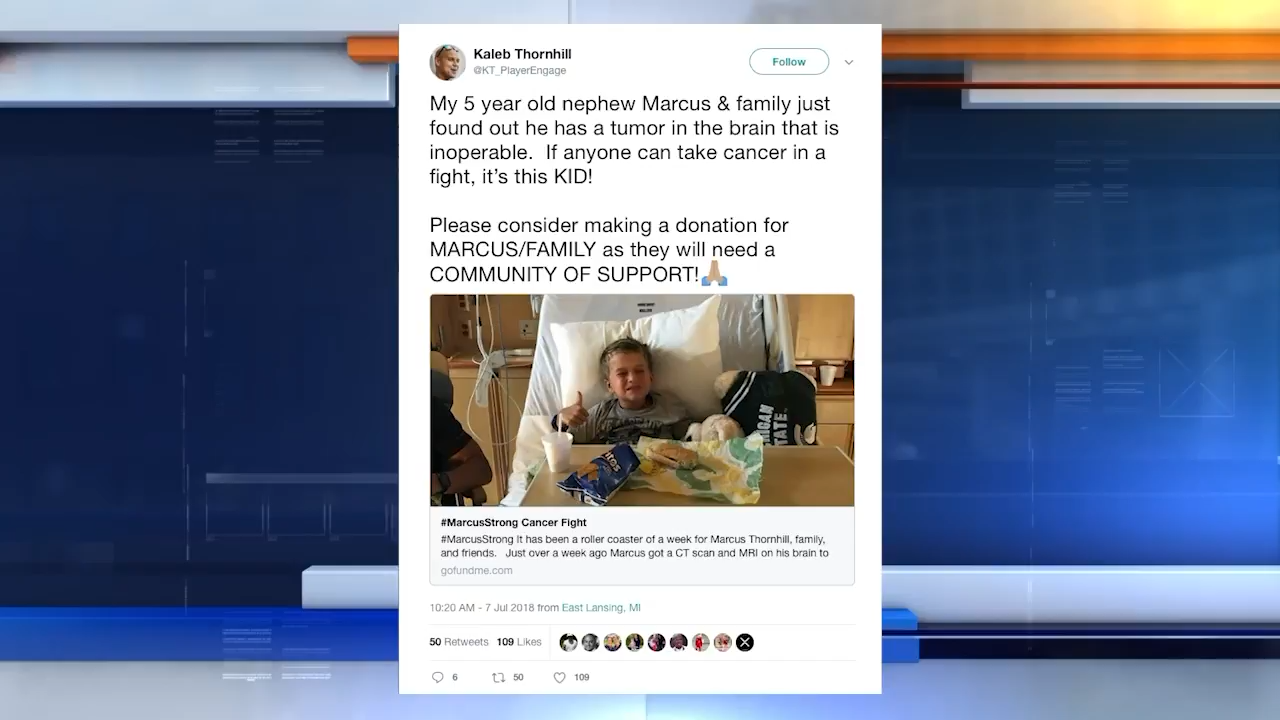 Kaleb Thornhill
@KT_PlayerEngage
Follow
My 5 year old nephew Marcus & family just
found out he has a tumor in the brain that is
inoperable.  If anyone can take cancer in a
fight, it’s this KID!
Please consider making a donation for
MARCUS/FAMILY as they will need a
COMMUNITY OF SUPPORT!🙏🏽
STATE
#MarcusStrong Cancer Fight
#MarcusStrong It has been a roller coaster of a week for Marcus Thornhill, family,
and friends.   Just over a week ago Marcus got a CT scan and MRI on his brain to
gofundme.com
10:20 AM - 7 Jul 2018 from East Lansing, MI
50 Retweets 109 Likes
6 50 109